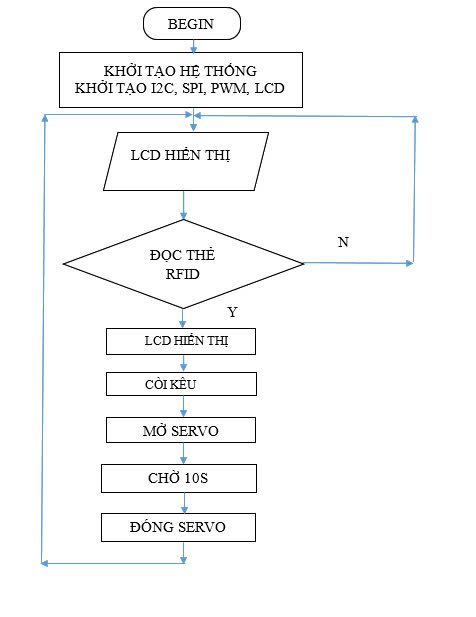 BEGIN
KHỞI TẠO HỆ THỐNG
KHỞI TẠO I2C, SPI, PWM, LCD
LCD HIỂN THỊ
ĐỌC THẺ
RFID
N
Y
LCD HIỂN THỊ
CÒI KÊU
MỞ SERVO
CHỜ 10S
ĐÓNG SERVO